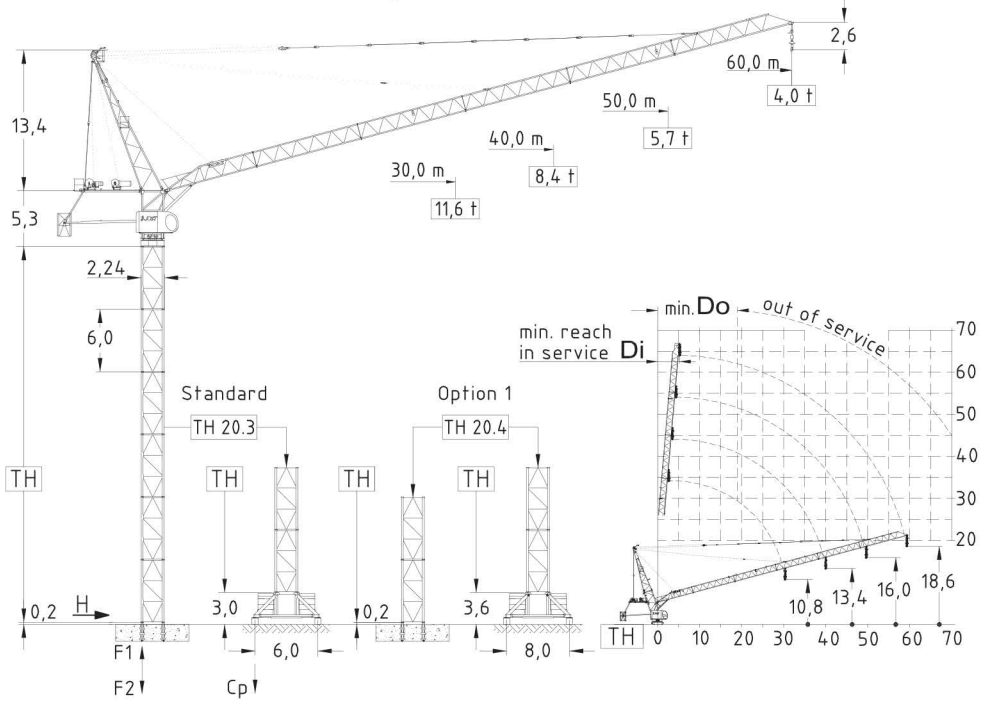 2,6
60,0 m
4,0 t
50,0 m
5,7 t
40,0 m
8,4 t
30,0 m
11,6 t
13,4
5,3
JOST
2,24
6,0
TH
0,2
H
F1
F2
Standard
TH 20.3
TH
3,0
6,0
Cp
Option 1
TH 20.4
TH
0,2
TH
3,6
8,0
min. Do
out of service
min. reach
in service Di
70
60
50
40
30
20
10,8
13,4
16,0
18,6
TH
0 10 20 30 40 50 60 70